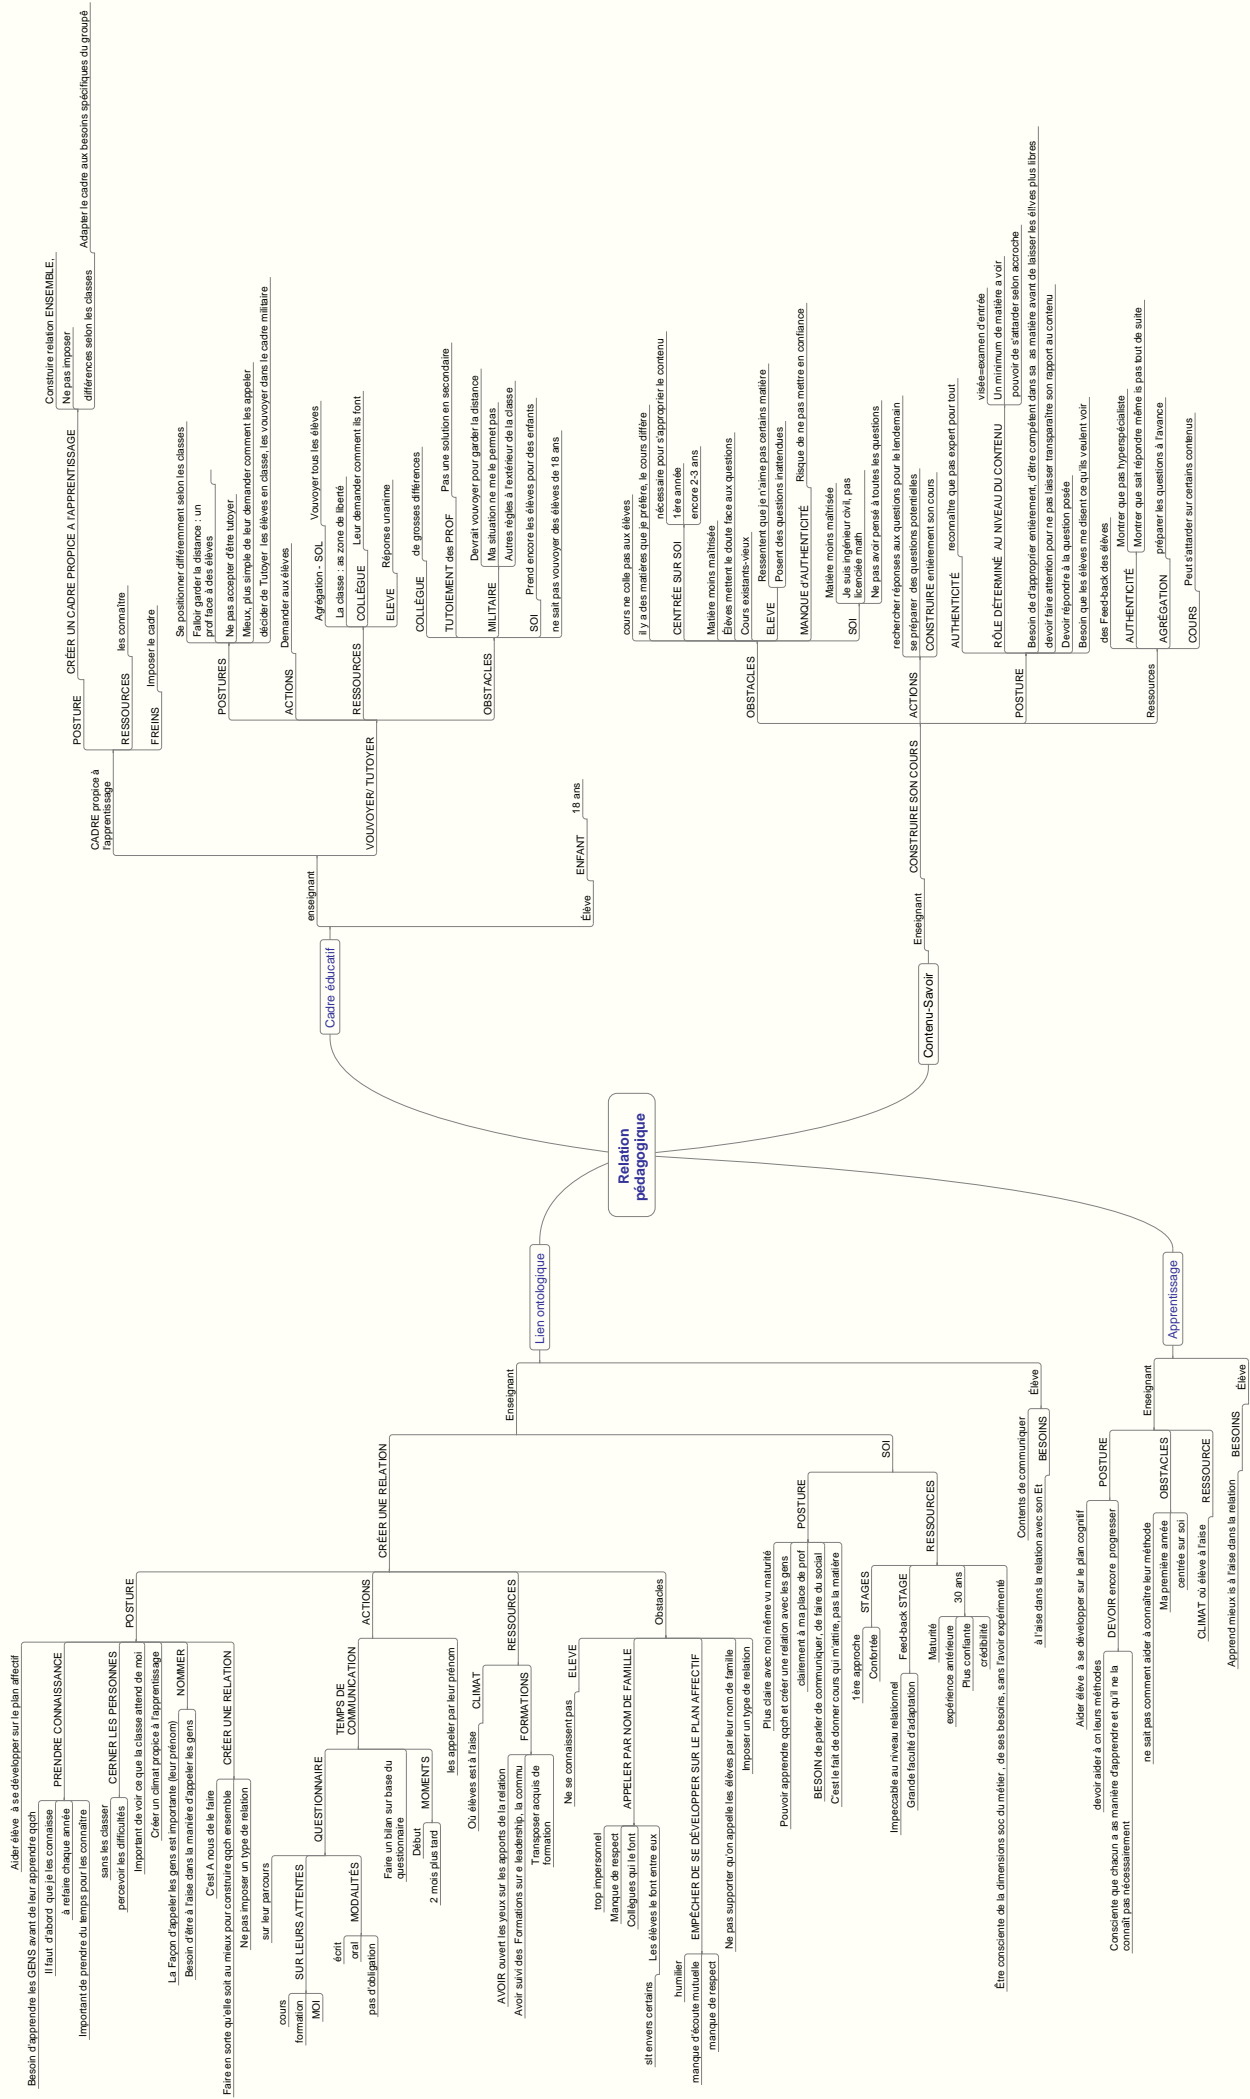 Relation
pédagogique
Cadre éducatif
enseignant
CADRE propice à
l'apprentissage
POSTURE
CRÉER UN CADRE PROPICE A l'APPRENTISSAGE
Construire relation ENSEMBLE,
Ne pas imposer
différences selon les classes
Adapter le cadre aux besoins spécifiques du groupê
RESSOURCES
les connaître
FREINS
Imposer le cadre
VOUVOYER/ TUTOYER
POSTURES
Se positionner différemment selon les classes
Falloir garder la distance : un
prof face à des élèves
Ne pas accepter d'être tutoyer
Mieux, plus simple de leur demander comment les appeler
décider de Tutoyer les élèves en classe, les vouvoyer dans le cadre militaire
ACTIONS
Demander aux élèves
RESSOURCES
Agrégation - SOL
Vouvoyer tous les élèves
La classe : as zone de liberté
COLLÈGUE
Leur demander comment ils font
ELEVE
Réponse unanime
OBSTACLES
COLLÈGUE
de grosses différences
TUTOIEMENT des PROF
Pas une solution en secondaire
MILITAIRE
Devrait vouvoyer pour garder la distance
Ma situation ne me le permet pas
Autres règles à l'extérieur de la classe
SOI
Prend encore les élèves pour des enfants
ne sait pas vouvoyer des élèves de 18 ans
Élève
ENFANT
18 ans
Contenu-Savoir
Enseignant
CONSTRUIRE SON COURS
OBSTACLES
cours ne colle pas aux élèves
il y a des matières que je préfère, le cours diffère
CENTRÉE SUR SOI
nécessaire pour s'approprier le contenu
1ère année
encore 2-3 ans
Matière moins maîtrisée
Élèves mettent le doute face aux questions
Cours existants-vieux
ELEVE
Ressentent que je n'aime pas certains matière
Posent des questions inattendues
MANQUE d'AUTHENTICITÉ
Risque de ne pas mettre en confiance
SOI
Matière moins maîtrisée
Je suis ingénieur civil, pas
licenciée math
Ne pas avoir pensé à toutes les questions
ACTIONS
rechercher réponses aux questions pour le lendemain
se préparer des questions potentielles
CONSTRUIRE entièrement son cours
POSTURE
AUTHENTICITÉ
reconnaître que pas expert pour tout
RÔLE DÉTERMINÉ AU NIVEAU DU CONTENU
visée=examen d'entrée
Un minimum de matière a voir
pouvoir de s'attarder selon accroche
Besoin de d'approprier entièrement, d'être compétent dans sa as matière avant de laisser les él!ves plus libres
devoir faire attention pour ne pas laisser transparaître son rapport au contenu
Devoir répondre à la question posée
Besoin que les élèves me disent ce qu'ils veulent voir
Ressources
des Feed-back des élèves
AUTHENTICITÉ
Montrer que pas hyperspécialiste
Montrer que sait répondre même is pas tout de suite
AGRÉGATION
préparer les questions à l'avance
COURS
Peut s'attarder sur certains contenus
Lien ontologique
Enseignant
CRÉER UNE RELATION
POSTURE
Aider élève à se développer sur le plan affectif
Besoin d'apprendre les GENS avant de leur apprendre qqch
PRENDRE CONNAISSANCE
Il faut d'abord que je les connaisse
à refaire chaque année
Important de prendre du temps pour les connaître
CERNER LES PERSONNES
sans les classer
percevoir les difficultés
Important de voir ce que la classe attend de moi
Créer un climat propice à l'apprentissage
NOMMER
La Façon d'appeler les gens est importante (leur prénom)
Besoin d'être à l'aise dans la manière d'appeler les gens
CRÉER UNE RELATION
C'est A nous de le faire
Faire en sorte qu'elle soit au mieux pour construire qqch ensemble
Ne pas imposer un type de relation
ACTIONS
TEMPS DE
COMMUNICATION
QUESTIONNAIRE
sur leur parcours
SUR LEURS ATTENTES
cours
formation
MOI
MODALITÉS
écrit
oral
pas d'obligation
Faire un bilan sur base du
questionnaire
MOMENTS
Début
2 mois plus tard
les appeler par leur prénom
RESSOURCES
CLIMAT
Où élèves est à l'aise
FORMATIONS
AVOIR ouvert les yeux sur les apports de la relation
Avoir suivi des Formations sur e leadership, la commu
Transposer acquis de
formation
Obstacles
ELEVE
Ne se connaissent pas
APPELER PAR NOM DE FAMILLE
trop impersonnel
Manque de respect
Collègues qui le font
Les élèves le font entre eux
slt envers certains
EMPÊCHER DE SE DÉVELOPPER SUR LE PLAN AFFECTIF
humilier
manque d'écoute mutuelle
manque de respect
Ne pas supporter qu'on appelle les élèves par leur nom de famille
Imposer un type de relation
SOI
POSTURE
Plus claire avec moi même vu maturité
Pouvoir apprendre qqch et créer une relation avec les gens
clairement à ma place de prof
BESOIN de parler de communiquer, de faire du social
C'est le fait de donner cours qui m'attire, pas la matière
RESSOURCES
STAGES
1ère approche
Confortée
Feed-back STAGE
Impeccable au niveau relationnel
Grande faculté d'adaptation
30 ans
Maturité
expérience antérieure
Plus confiante
crédibilité
Être consciente de la dimensions soc du métier , de ses besoins, sans l'avoir expérimenté
Élève
BESOINS
Contents de communiquer
à l'aise dans la relation avec son Et
Apprentissage
Enseignant
POSTURE
Aider élève à se développer sur le plan cognitif
DEVOIR encore progresser
devoir aider à cn leurs méthodes
Consciente que chacun a as manière d'apprendre et qu'il ne la
connaît pas nécessairement
OBSTACLES
ne sait pas comment aider à connaître leur méthode
Ma première année
centrée sur soi
RESSOURCE
CLIMAT où élève à l'aise
Élève
BESOINS
Apprend mieux is à l'aise dans la relation